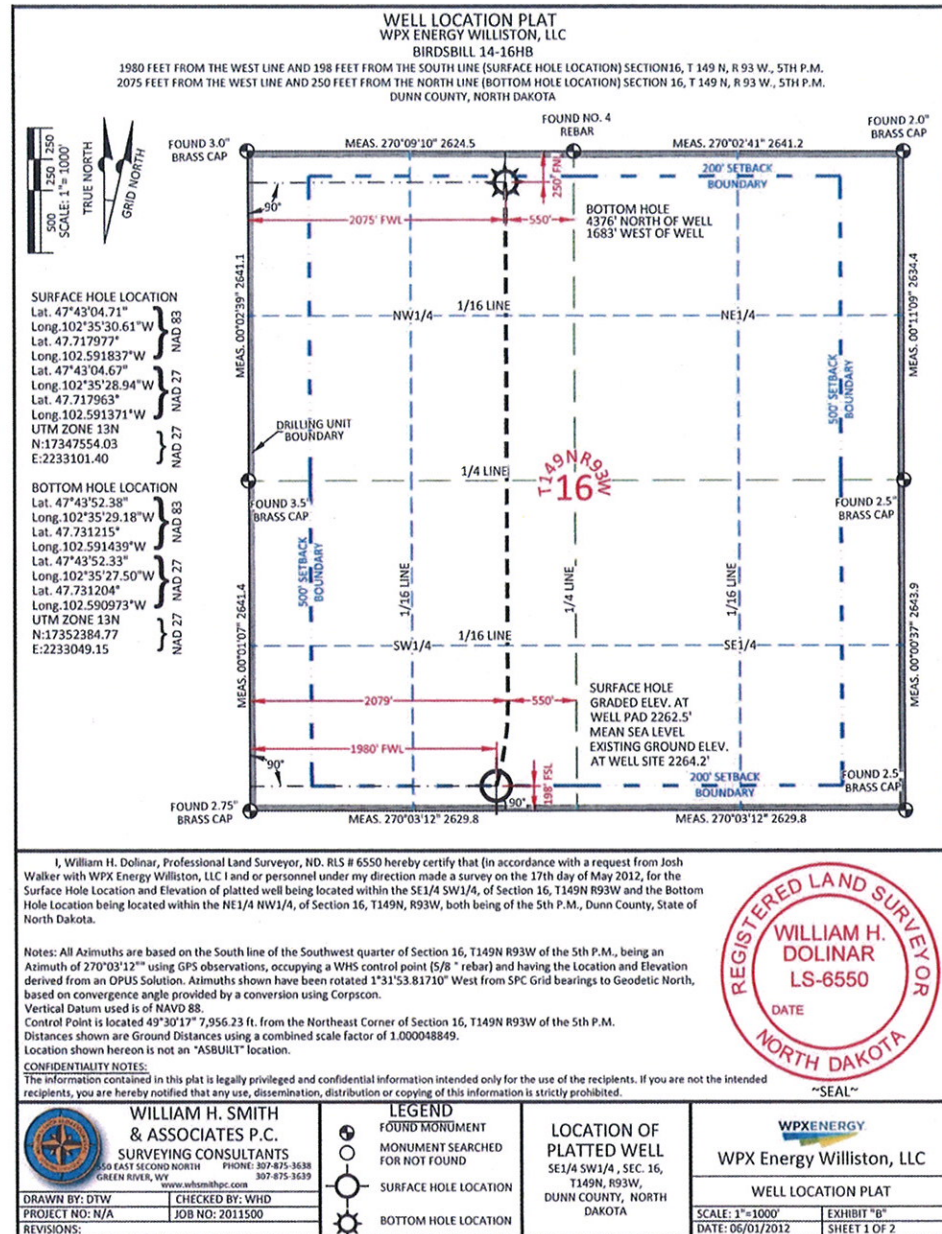 WELL LOCATION PLAT
WPX ENERGY WILLISTON, LLC
BIRDSBILL 14-16HB
1980 FEET FROM THE WEST LINE AND 198 FEET FROM THE SOUTH LINE (SURFACE HOLE LOCATION) SECTION16, T 149 N, R 93 W., 5TH P.M.
2075 FEET FROM THE WEST LINE AND 250 FEET FROM THE NORTH LINE (BOTTOM HOLE LOCATION) SECTION 16, T 149 N, R 93 W., 5TH P.M.
DUNN COUNTY, NORTH DAKOTA
500 250 250
SCALE: 1"= 1000'
TRUE NORTH
GRID NORTH
FOUND 3.0"
BRASS CAP
MEAS. 270°09'10" 2624.5
FOUND NO. 4
REBAR
MEAS. 270°02'41" 2641.2
FOUND 2.0"
BRASS CAP
200' SETBACK
BOUNDARY
250' FNL
90°
2075' FWL
550'
BOTTOM HOLE
4376' NORTH OF WELL
1683' WEST OF WELL
MEAS. 00°02'39" 2641.1
MEAS. 00°11'09" 2634.4
1/16 LINE
NW1/4
NE1/4
SURFACE HOLE LOCATION
Lat. 47°43'04.71"
Long.102°35'30.61"W
Lat. 47.717977°
Long.102.591837°W
NAD 83
Lat. 47°43'04.67"
Long.102°35'28.94"W
Lat. 47.717963°
Long.102.591371°W
NAD 27
UTM ZONE 13N
N:17347554.03
E:2233101.40
NAD 27
DRILLING UNIT
BOUNDARY
500' SETBACK
BOUNDARY
1/4 LINE
T149NR93W
16
BOTTOM HOLE LOCATION
Lat. 47°43'52.38"
Long.102°35'29.18"W
Lat. 47.731215°
Long.102.591439°W
NAD 83
Lat. 47°43'52.33"
Long.102°35'27.50"W
Lat. 47.731204°
Long.102.590973°W
NAD 27
UTM ZONE 13N
N:17352384.77
E:2233049.15
NAD 27
FOUND 3.5"
BRASS CAP
FOUND 2.5"
BRASS CAP
500' SETBACK
BOUNDARY
1/16 LINE
1/4 LINE
1/16 LINE
MEAS. 00°01'07" 2641.4
MEAS. 00°00'37" 2643.9
1/16 LINE
SW1/4
SE1/4
2079'
550'
SURFACE HOLE
GRADED ELEV. AT
WELL PAD 2262.5'
MEAN SEA LEVEL
EXISTING GROUND ELEV.
AT WELL SITE 2264.2'
1980' FWL
90°
198' FSL
90°
200' SETBACK
BOUNDARY
FOUND 2.5"
BRASS CAP
FOUND 2.75"
BRASS CAP
MEAS. 270°03'12" 2629.8
MEAS. 270°03'12" 2629.8
I, William H. Dolinar, Professional Land Surveyor, ND. RLS # 6550 hereby certify that (in accordance with a request from Josh
Walker with WPX Energy Williston, LLC I and or personnel under my direction made a survey on the 17th day of May 2012, for the
Surface Hole Location and Elevation of platted well being located within the SE1/4 SW1/4, of Section 16, T149N R93W and the Bottom
Hole Location being located within the NE1/4 NW1/4, of Section 16, T149N, R93W, both being of the 5th P.M., Dunn County, State of
North Dakota.
Notes: All Azimuths are based on the South line of the Southwest quarter of Section 16, T149N R93W of the 5th P.M., being an
Azimuth of 270°03'12"" using GPS observations, occupying a WHS control point (5/8 " rebar) and having the Location and Elevation
derived from an OPUS Solution. Azimuths shown have been rotated 1°31'53.81710" West from SPC Grid bearings to Geodetic North,
based on convergence angle provided by a conversion using Corpscon.
Vertical Datum used is of NAVD 88.
Control Point is located 49°30'17" 7,956.23 ft. from the Northeast Corner of Section 16, T149N R93W of the 5th P.M.
Distances shown are Ground Distances using a combined scale factor of 1.000048849.
Location shown hereon is not an "ASBUILT" location.
CONFIDENTIALITY NOTES:
The information contained in this plat is legally privileged and confidential information intended only for the use of the recipients. If you are not the intended
recipients, you are hereby notified that any use, dissemination, distribution or copying of this information is strictly prohibited.
REGISTERED LAND SURVEYOR
WILLIAM H.
DOLINAR
LS-6550
DATE
NORTH DAKOTA
~SEAL~
WILLIAM H. SMITH
& ASSOCIATES P.C.
SURVEYING CONSULTANTS
550 EAST SECOND NORTH PHONE: 307-875-3638
GREEN RIVER, WY 307-875-3639
www.whsmithpc.com
DRAWN BY: DTW
CHECKED BY: WHD
PROJECT NO: N/A
JOB NO: 2011500
REVISIONS:
LEGEND
FOUND MONUMENT
MONUMENT SEARCHED
FOR NOT FOUND
SURFACE HOLE LOCATION
BOTTOM HOLE LOCATION
LOCATION OF
PLATTED WELL
SE1/4 SW1/4 , SEC. 16,
T149N, R93W,
DUNN COUNTY, NORTH
DAKOTA
WPXENERGY
WPX Energy Williston, LLC
WELL LOCATION PLAT
SCALE: 1"=1000'
EXHIBIT "B"
DATE: 06/01/2012
SHEET 1 OF 2